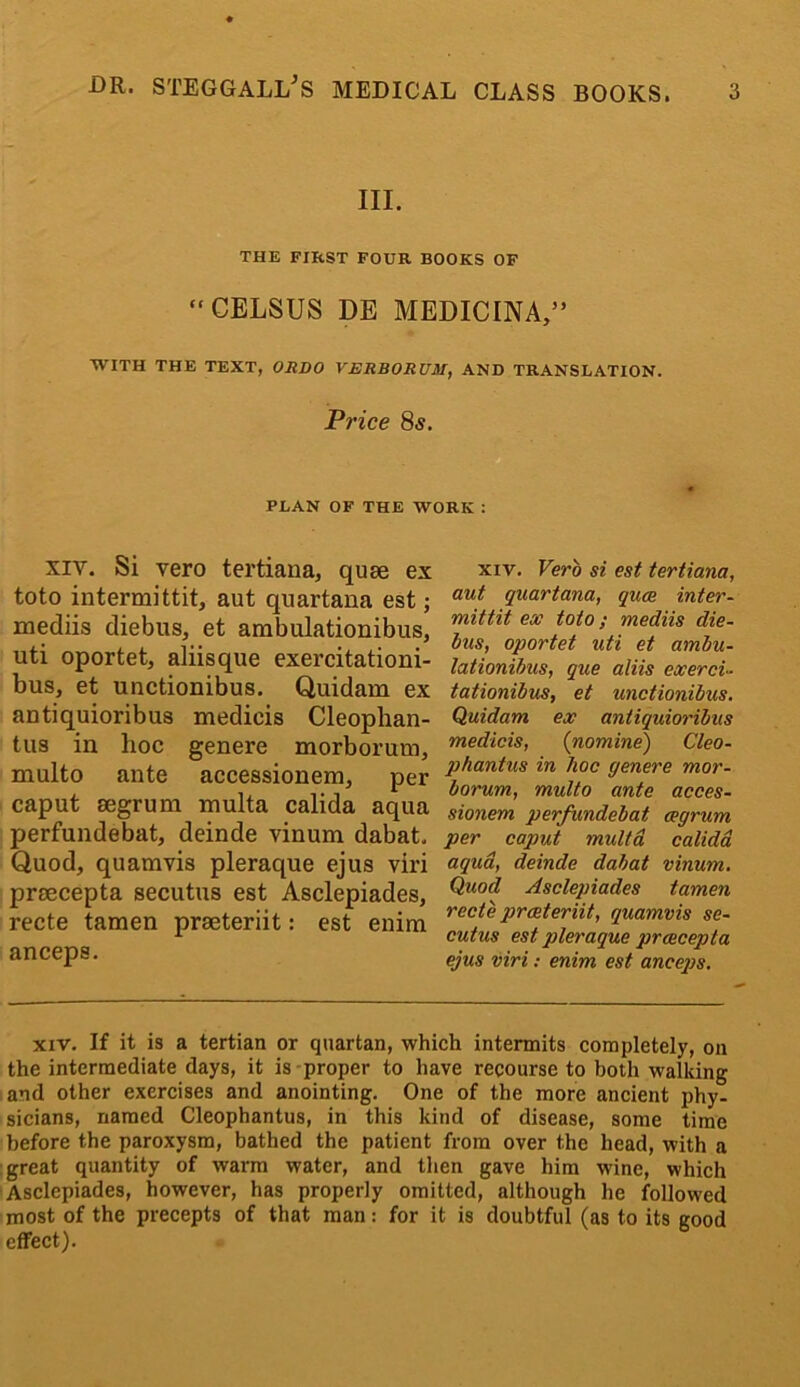 DR. STEGGALL'S MEDICAL CLASS BOOKS. 3
III.
THE FIRST FOUR BOOKS OF
"CELSUS DE MEDICINA,"
WITH THE TEXT, ORDO VERBORUM, AND TRANSLATION.
Price 8s.
PLAN OF THE WORK :
XIV. Si vero tertiana, quæ ex
toto intermittit, aut quartana est;
mediis diebus, et ambulationibus,
uti oportet, aliisque exercitationi-
bus, et unctionibus. Quidam ex
antiquioribus medicis Cleophan-
tus in hoc genere morborum,
multo ante accessionem, per
caput ægrum multa calida aqua
perfundebat, deinde vinum dabat.
Quod, quamvis pleraque ejus viri
præcepta secutus est Asclepiades,
recte tamen præteriit: est enim
anceps.
XIV. Verò si est tertiana,
aut quartana, quæ inter-
mittit ex toto; mediis die-
bus, oportet uti et ambu-
lationibus, que aliis exerci-
tationibus, et unctionibus.
Quidam ex antiquioribus
medicis, (nomine) Cleo-
phantus in hoc genere mor-
borum, multo ante acces-
sionem perfundebat ægrum
per caput multâ calidâ
aquâ, deinde dabat vinum.
Quod Asclepiades tamen
rectè præteriit, quamvis se-
cutus est pleraque præcepta
ejus viri: enim est anceps.
XIV. If it is a tertian or quartan, which intermits completely, on
the intermediate days, it is proper to have recourse to both walking
and other exercises and anointing. One of the more ancient phy-
sicians, named Cleophantus, in this kind of disease, some time
before the paroxysm, bathed the patient from over the head, with a
great quantity of warm water, and then gave him wine, which
Asclepiades, however, has properly omitted, although he followed
most of the precepts of that man: for it is doubtful (as to its good
effect).